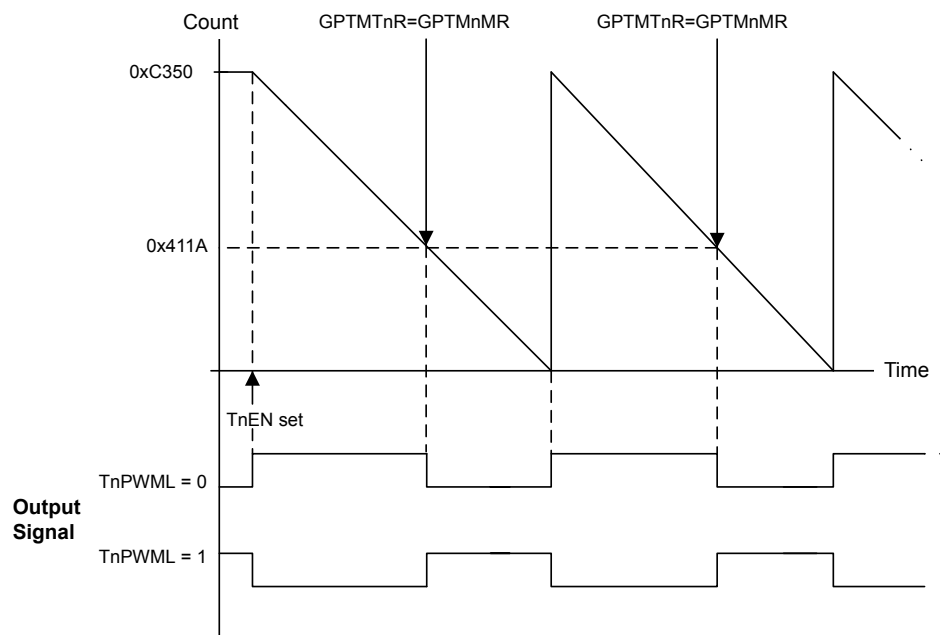 Count
GPTMTnR=GPTMnMR
GPTMTnR=GPTMnMR
0xC350
0x411A
Time
TnEN set
TnPWML = 0
Output
Signal
TnPWML = 1